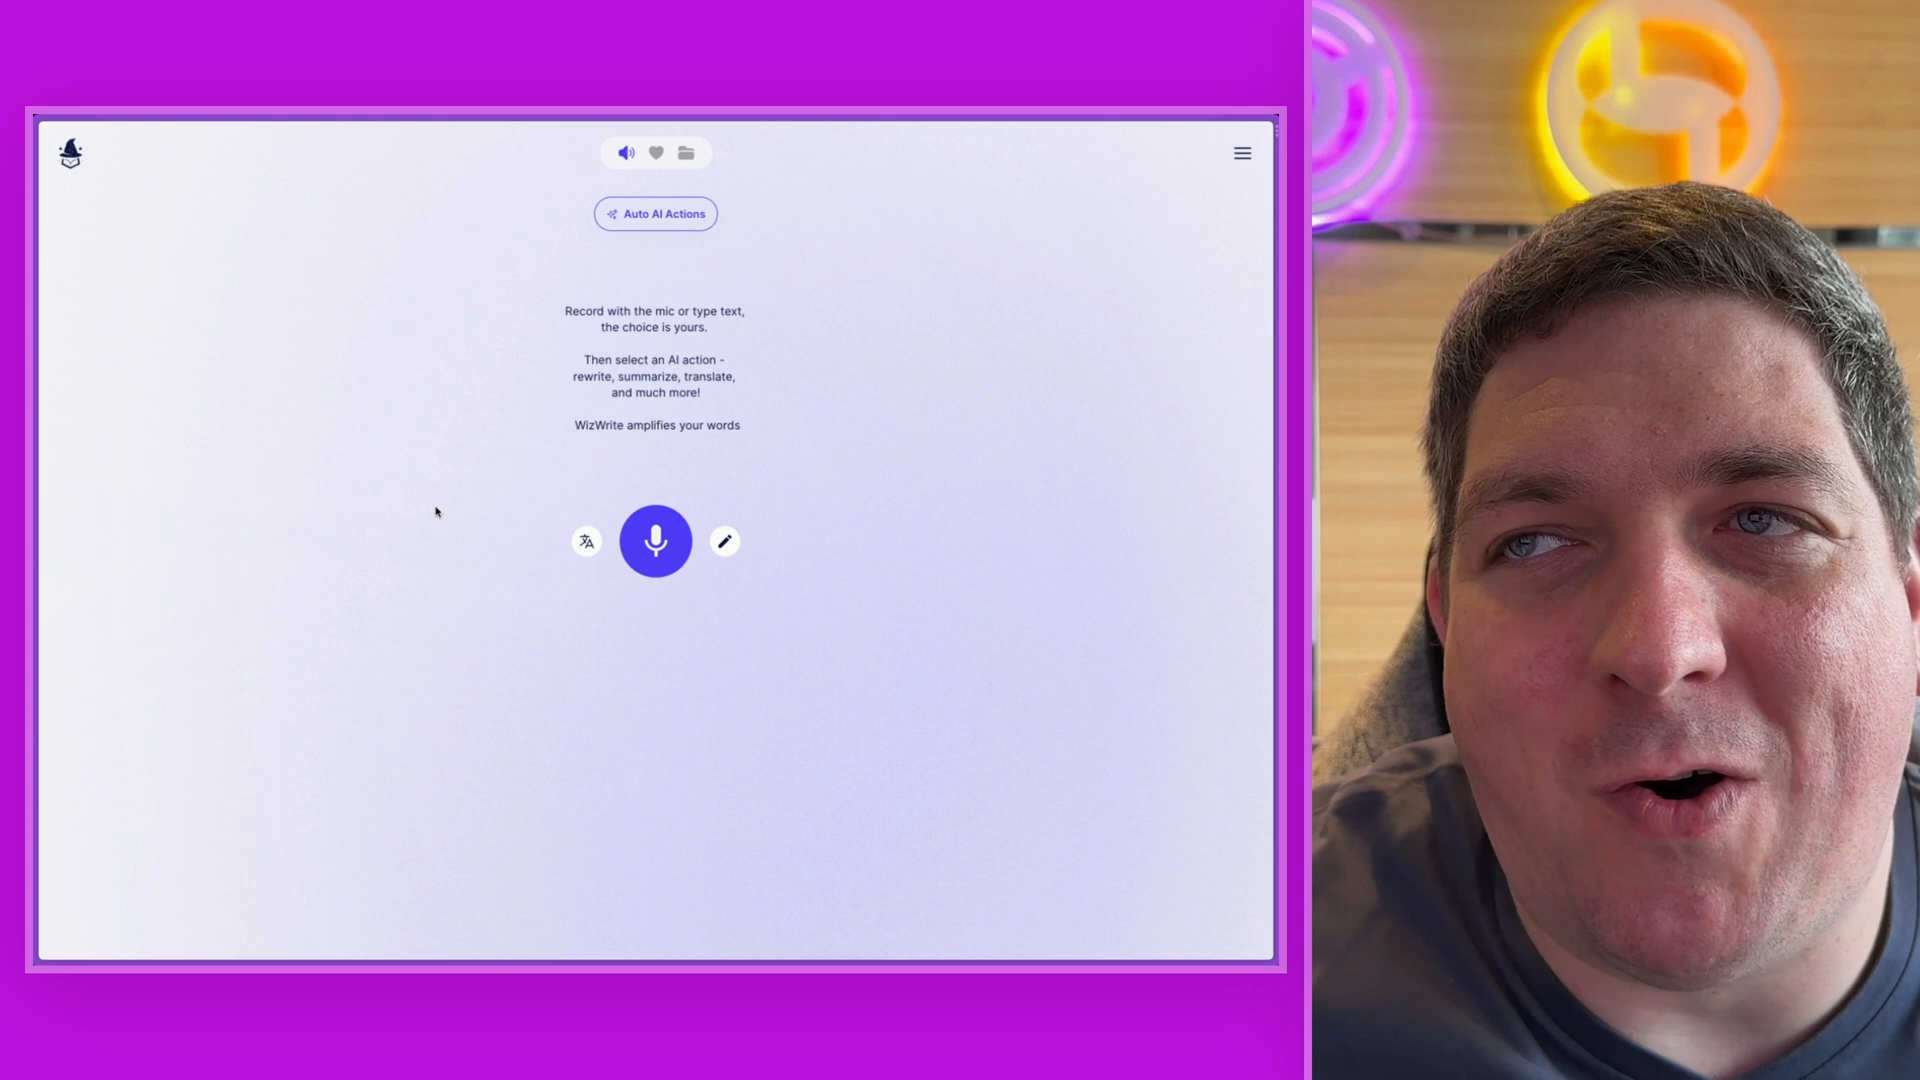 Auto AI Actions
Record with the mic or type text,
the choice is yours.
Then select an AI action -
rewrite, summarize, translate,
and much more!
WizWrite amplifies your words